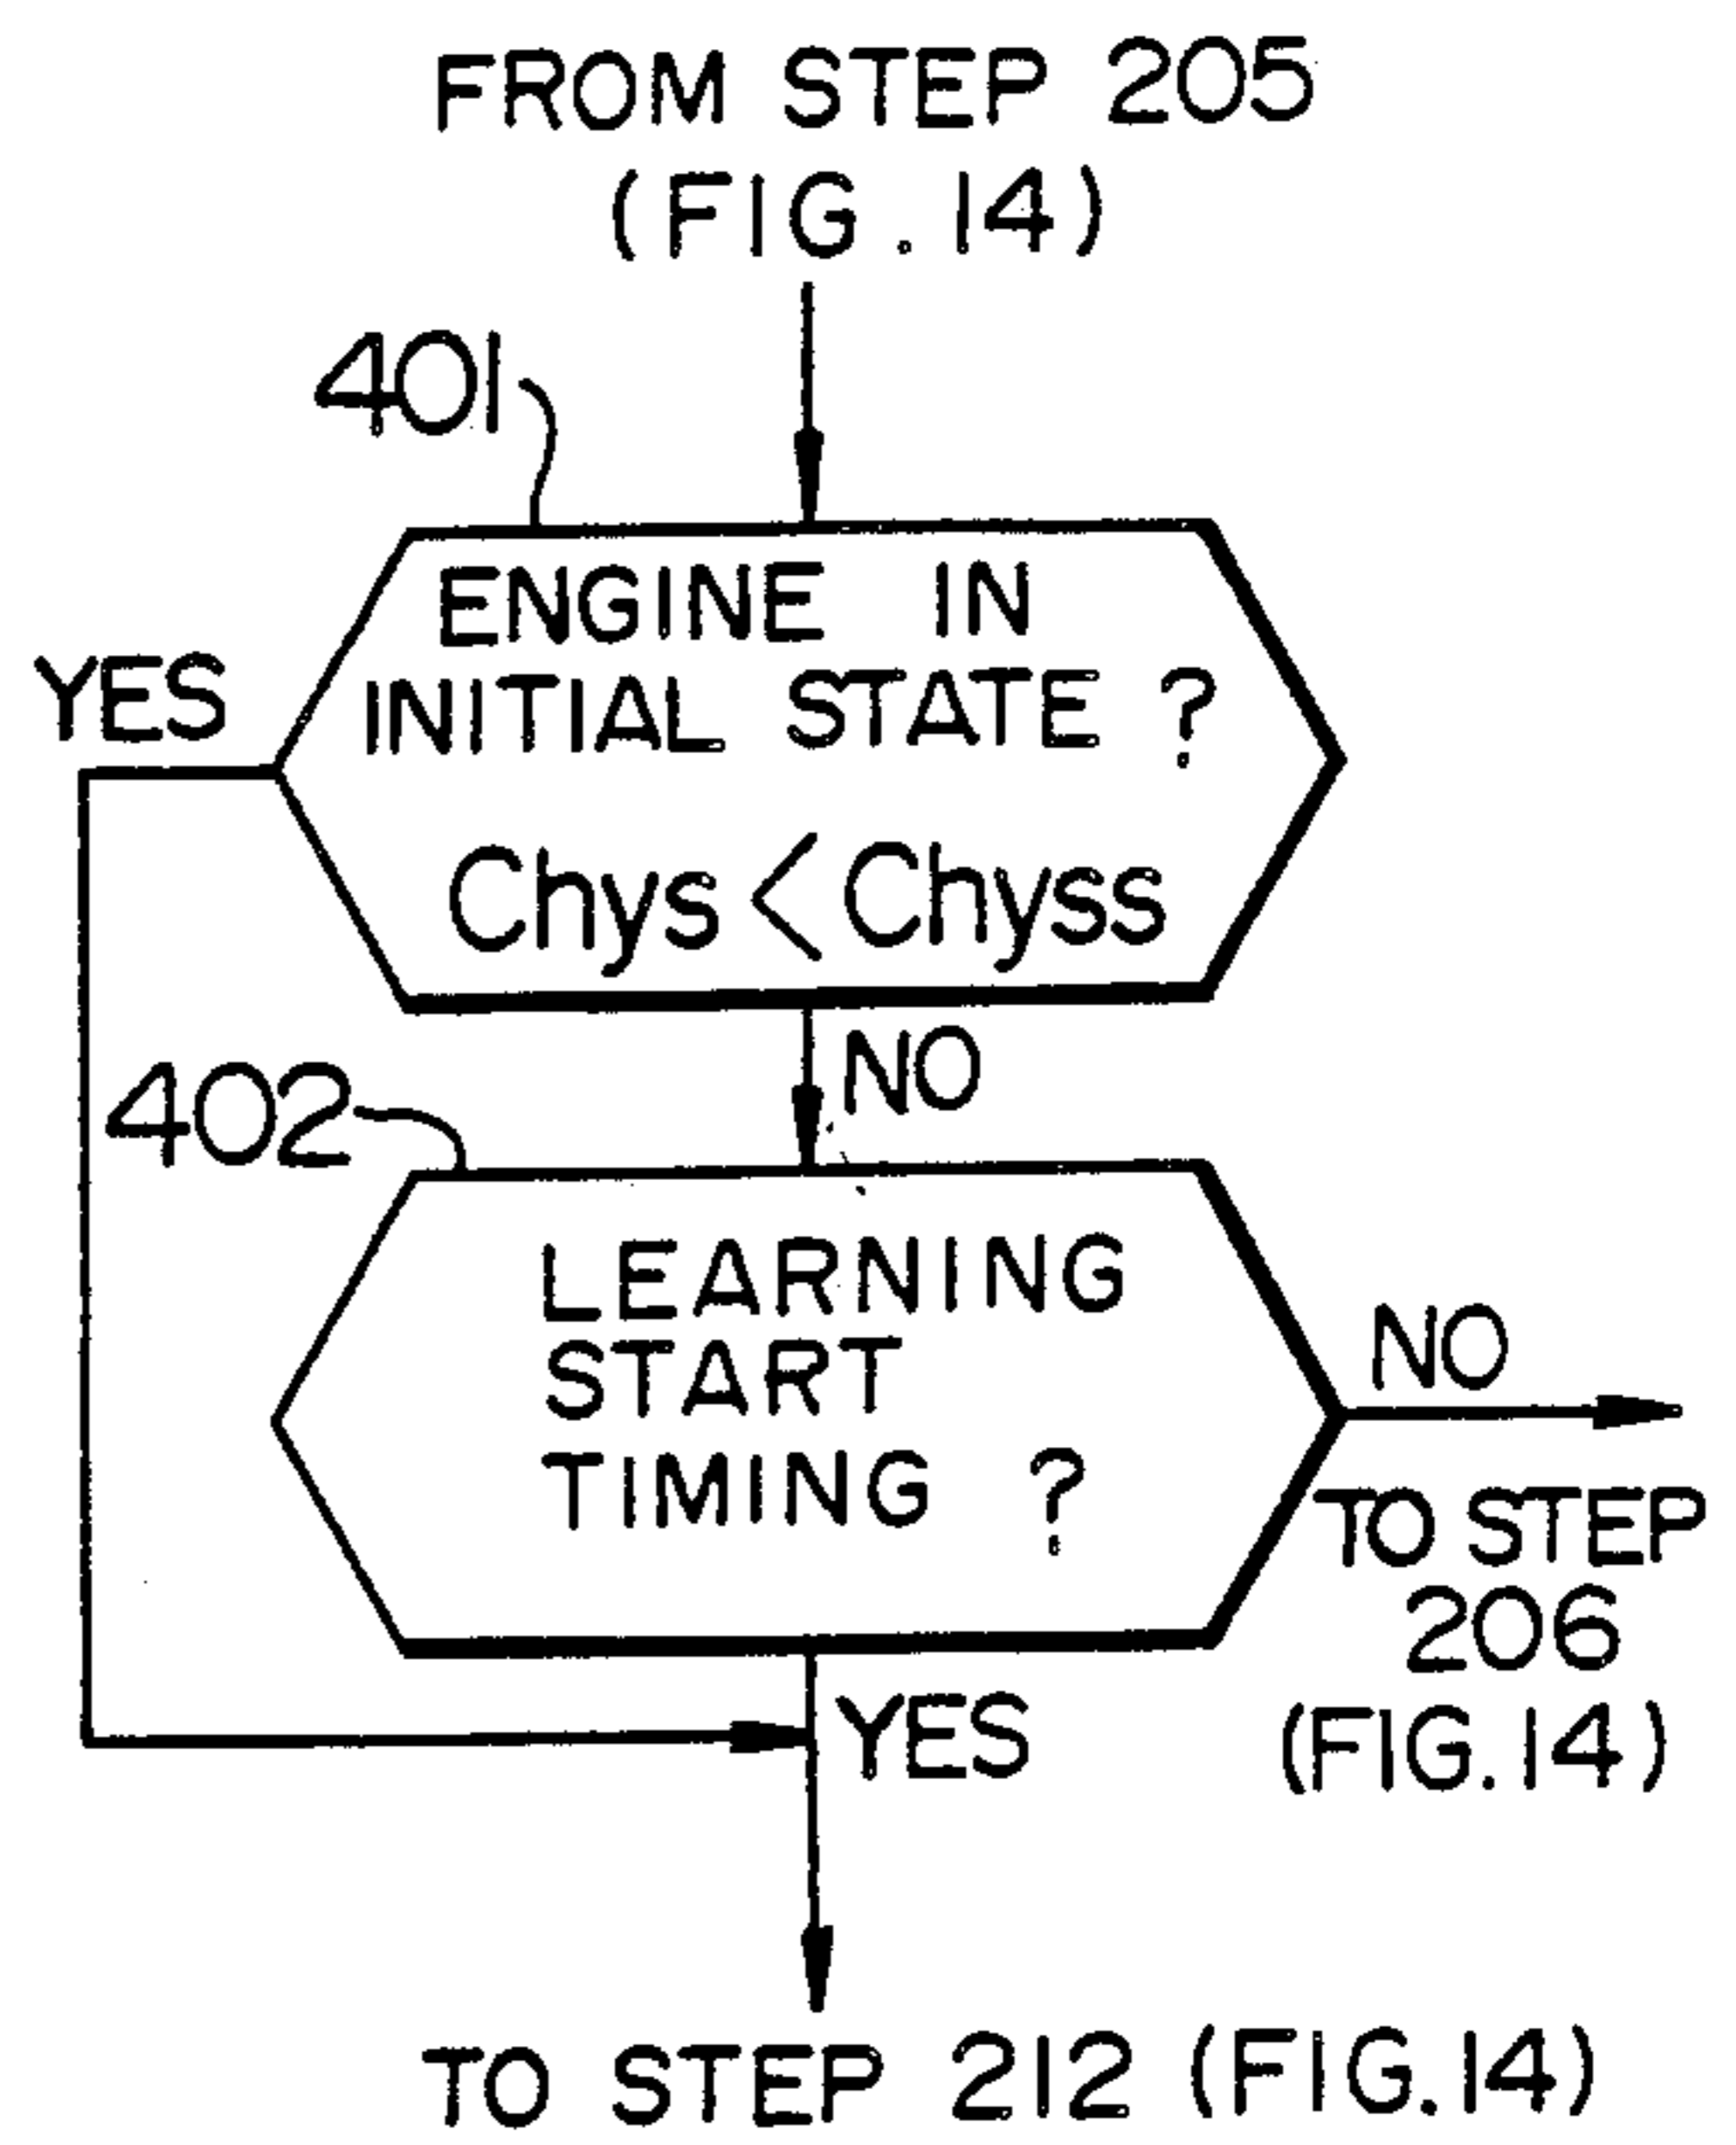 FROM STEP 205
(FIG. 14)
401
ENGINE IN
YES
INITIAL STATE ?
Chys < Chyss
NO
402
LEARNING
START
NO
TIMING ?
TO STEP
206
YES
(FIG. 14)
TO STEP 212 (FIG. 14)